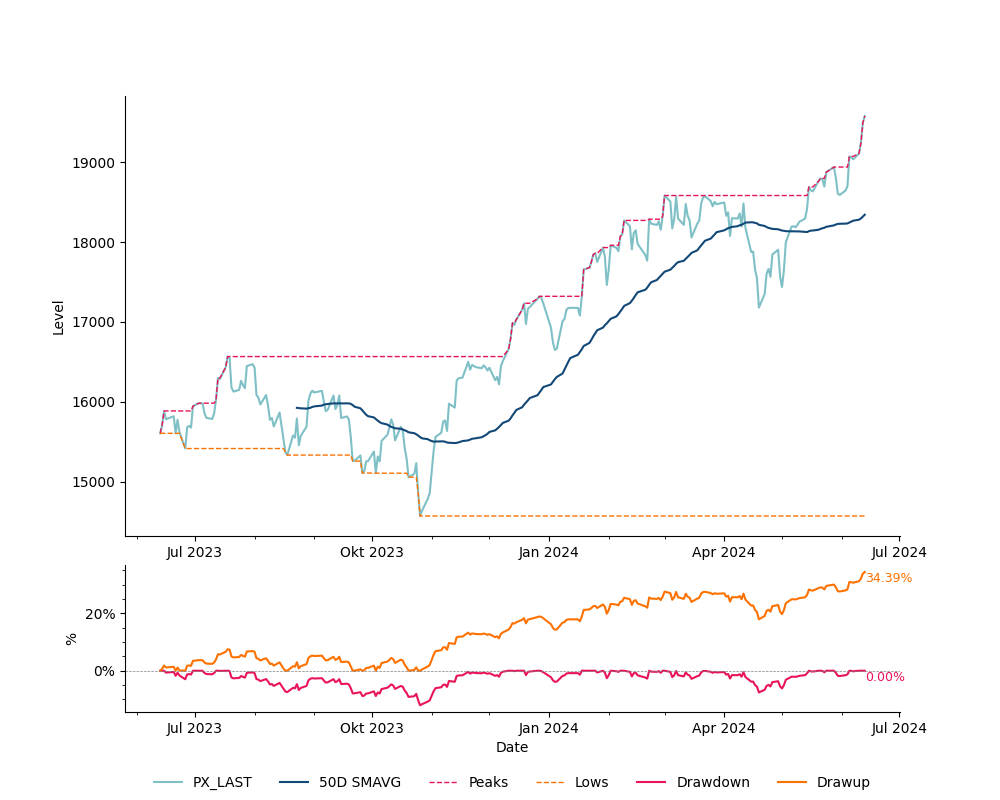 19000
18000
17000
16000
15000
Level
Jul 2023 Okt 2023 Jan 2024 Apr 2024 Jul 2024
20%
0%
%
34.39%
0.00%
Jul 2023 Okt 2023 Jan 2024 Apr 2024 Jul 2024
Date
PX_LAST 50D SMAVG Peaks Lows Drawdown Drawup